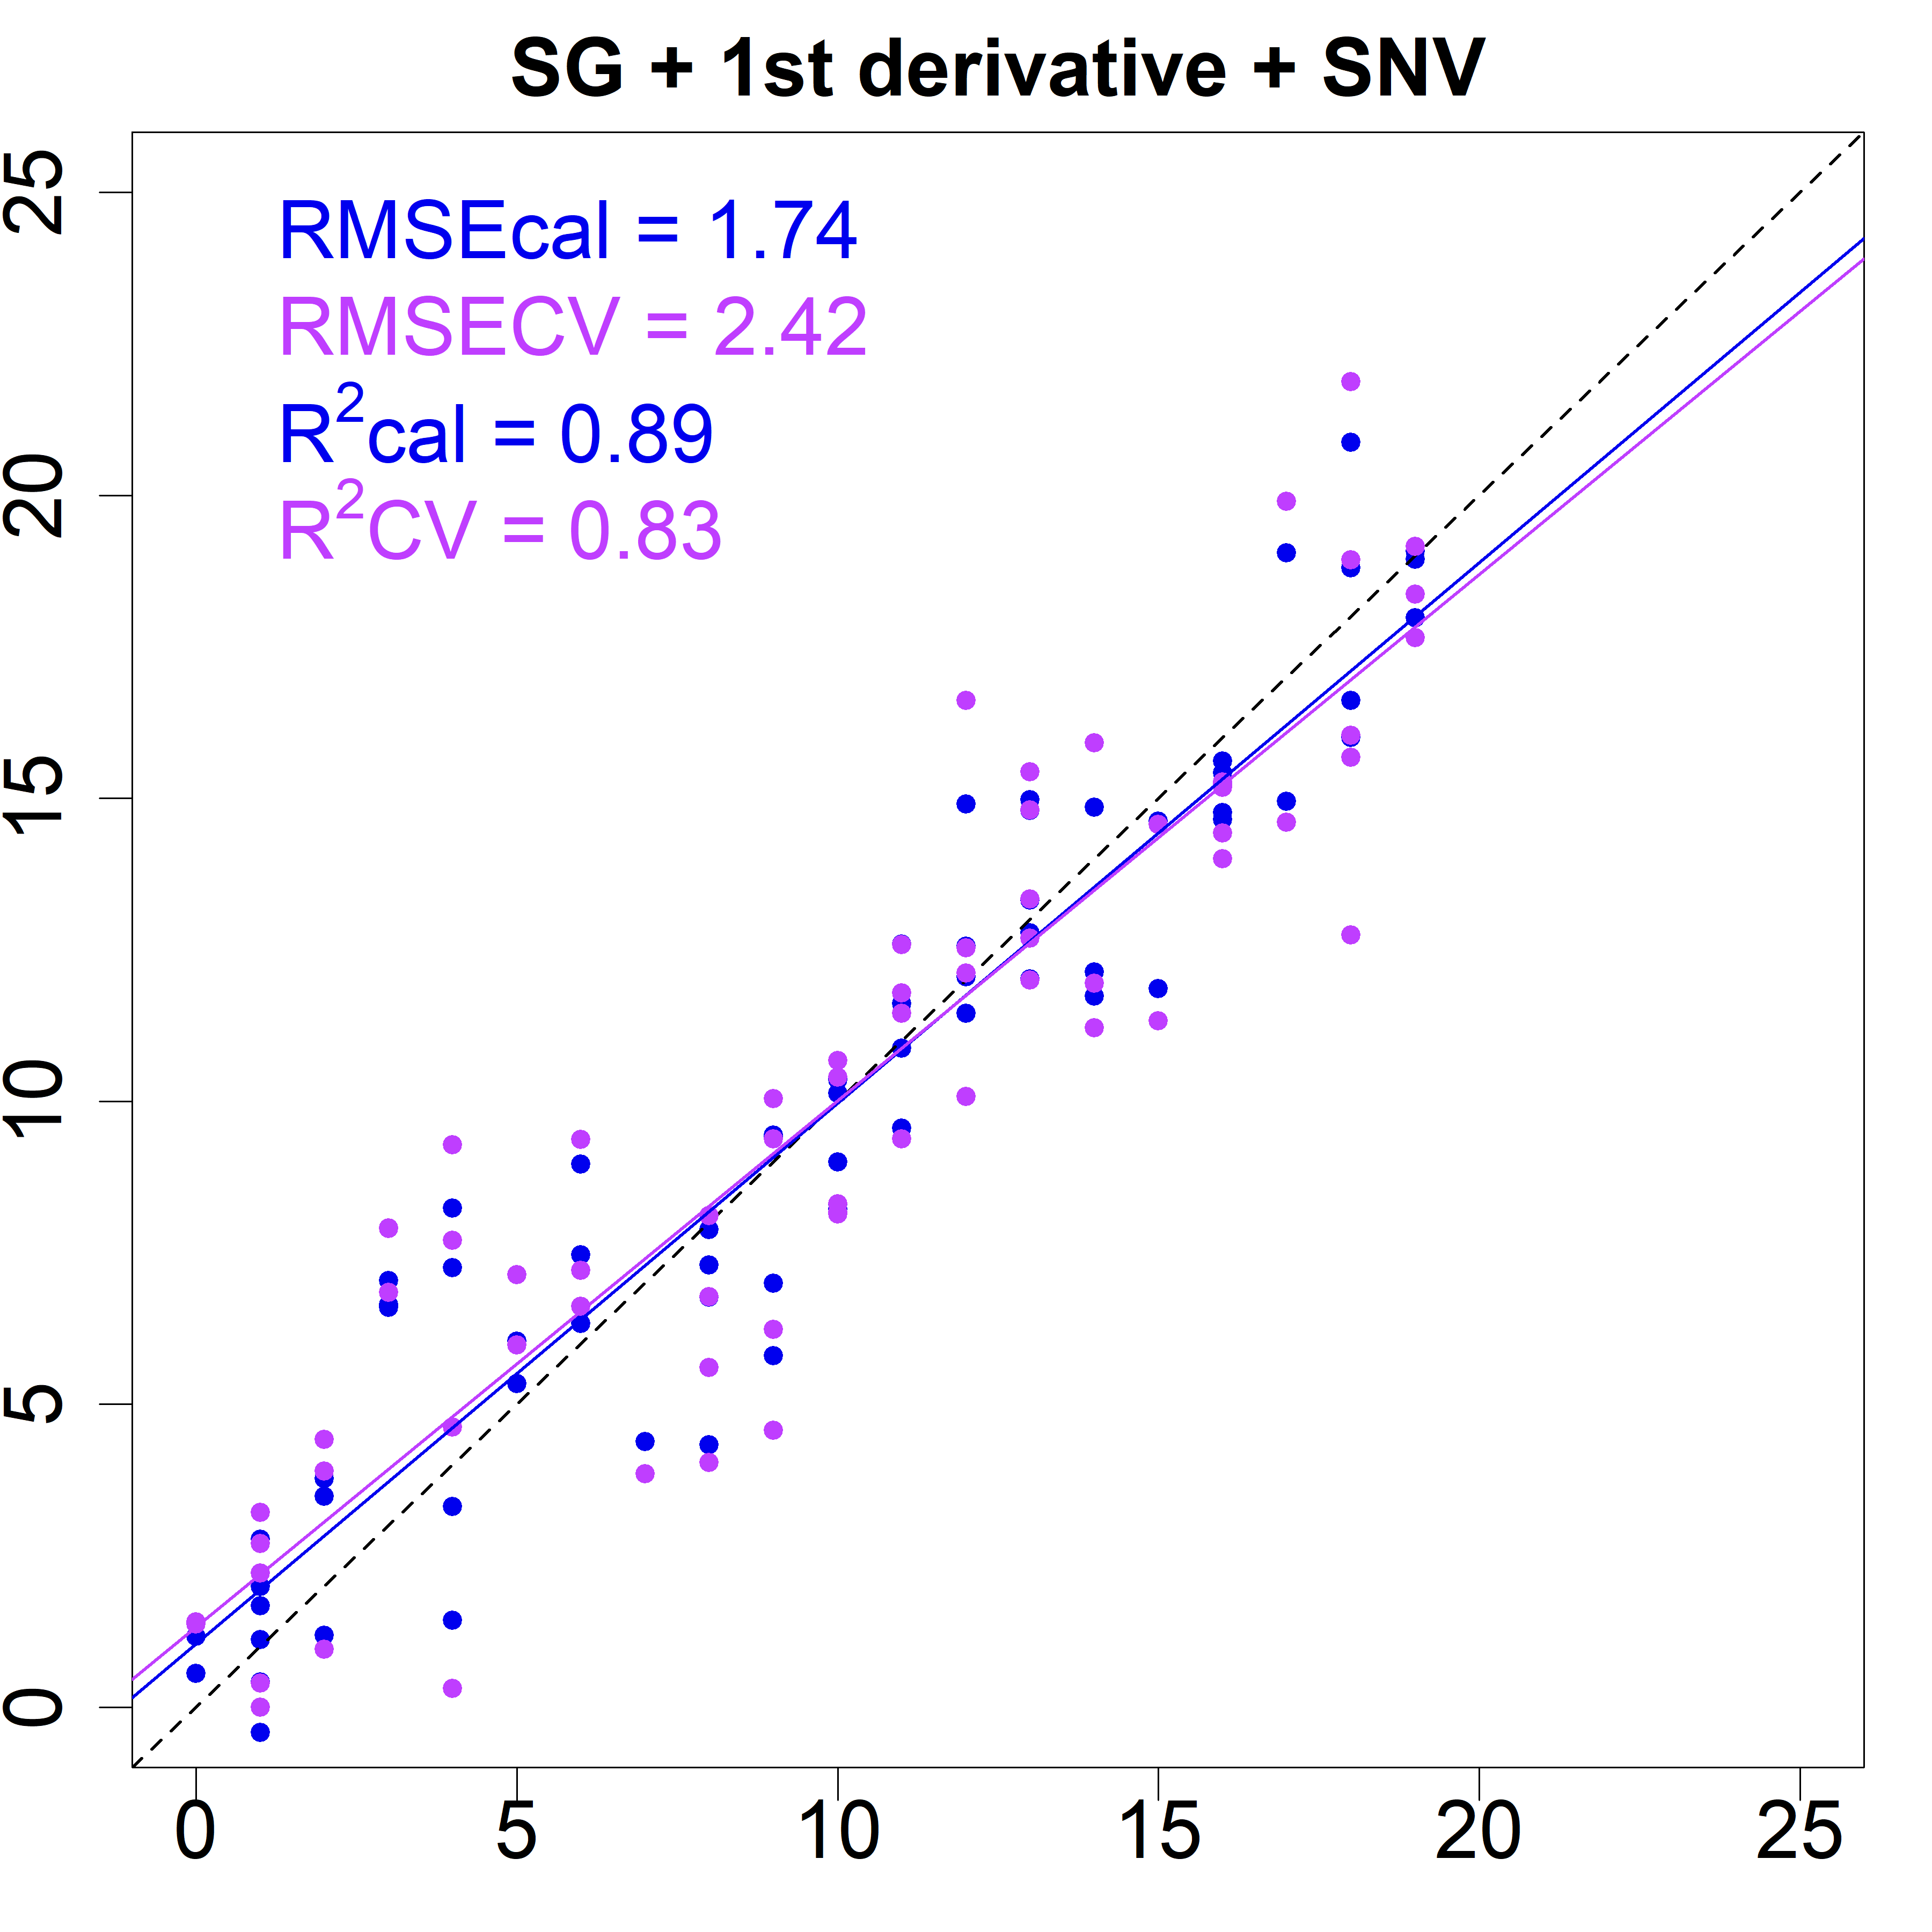 SG + 1st derivative + SNV
RMSEcal = 1.74
RMSECV = 2.42
R²cal = 0.89
R²CV = 0.83
25
20
15
10
5
0
0 5 10 15 20 25